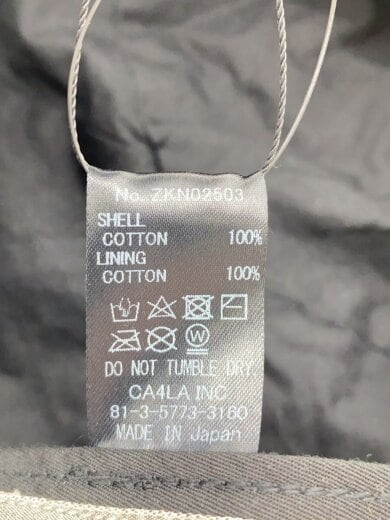 No. ZKN02503
SHELL
COTTON 100%
LINING
COTTON 100%
W
DO NOT TUMBLE DRY
CA4LA INC
81-3-5773-3160
MADE IN Japan